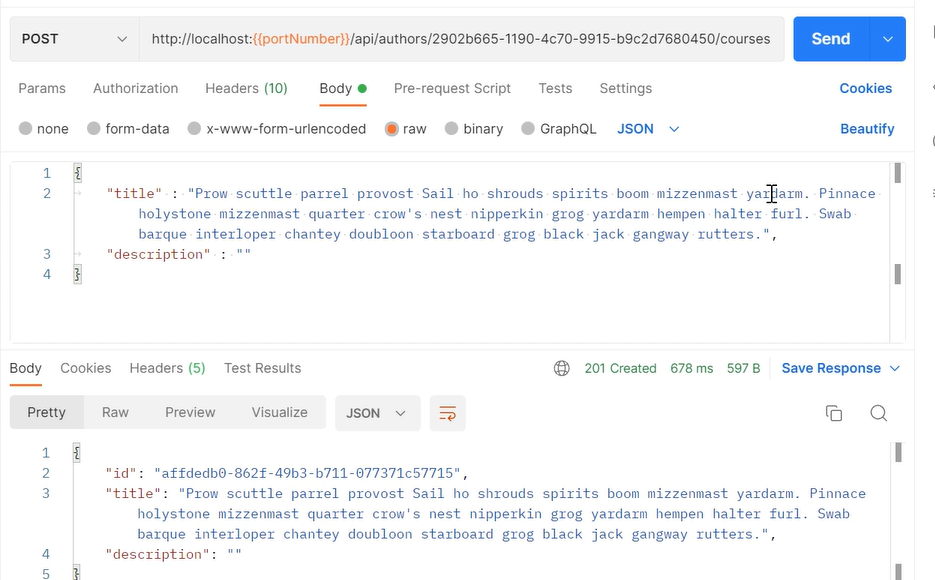 POST http://localhost:{{portNumber}}/api/authors/2902b665-1190-4c70-9915-b9c2d7680450/courses Send
Params Authorization Headers (10) Body Pre-request Script Tests Settings Cookies
none form-data x-www-form-urlencoded raw binary GraphQL JSON Beautify
1 {
2 "title" : "Prow scuttle parrel provost Sail ho shrouds spirits boom mizzenmast yardarm. Pinnace
holystone mizzenmast quarter crow's nest nipperkin grog yardarm hempen halter furl. Swab
barque interloper chantey doubloon starboard grog black jack gangway rutters.",
3 "description" : ""
4 }
Body Cookies Headers (5) Test Results 201 Created 678 ms 597 B Save Response
Pretty Raw Preview Visualize JSON
1 {
2 "id": "affdedb0-862f-49b3-b711-077371c57715",
3 "title": "Prow scuttle parrel provost Sail ho shrouds spirits boom mizzenmast yardarm. Pinnace
holystone mizzenmast quarter crow's nest nipperkin grog yardarm hempen halter furl. Swab
barque interloper chantey doubloon starboard grog black jack gangway rutters.",
4 "description": ""
5 }